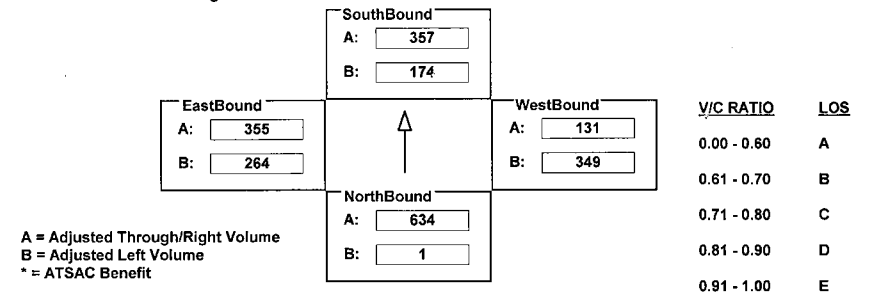 SouthBound
A: 357
B: 174
EastBound
A: 355
B: 264
WestBound
A: 131
B: 349
NorthBound
A: 634
B: 1
A = Adjusted Through/Right Volume
B = Adjusted Left Volume
* = ATSAC Benefit
V/C RATIO LOS
0.00 - 0.60 A
0.61 - 0.70 B
0.71 - 0.80 C
0.81 - 0.90 D
0.91 - 1.00 E